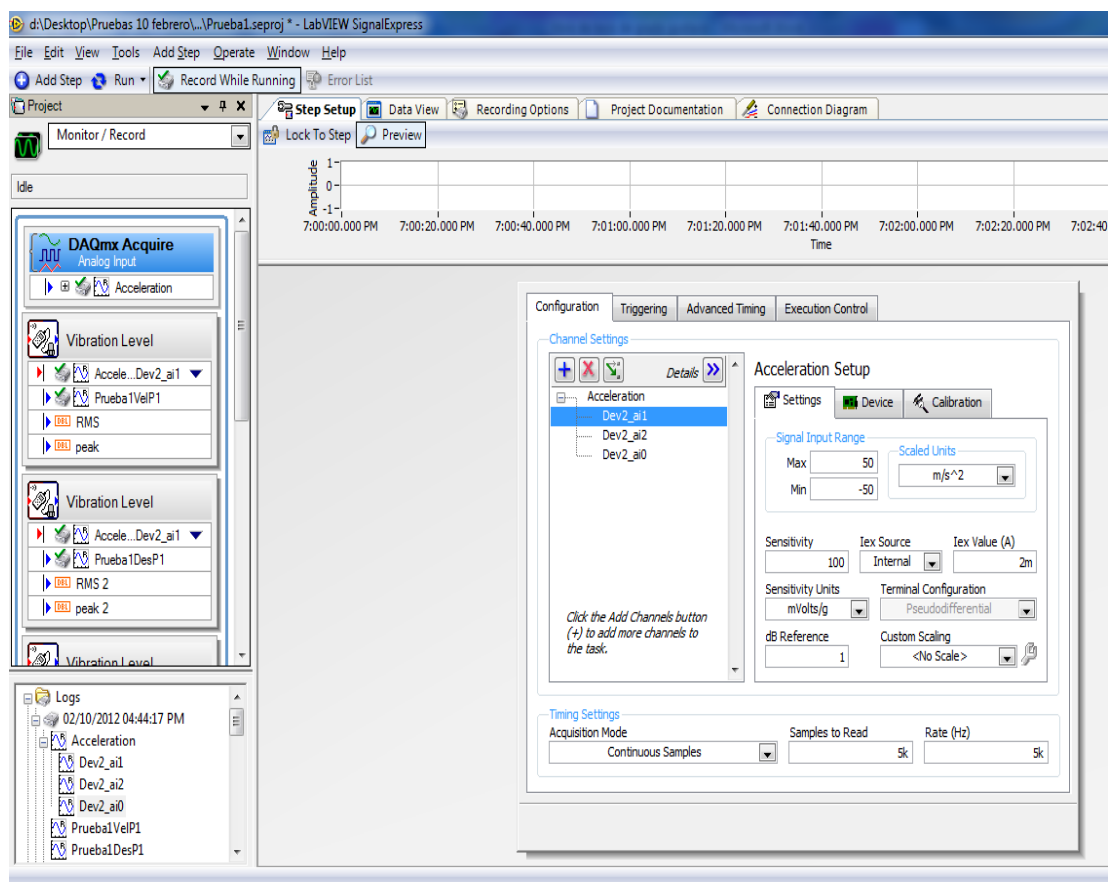 d:\Desktop\Pruebas 10 febrero\...\Prueba1.seproj * - LabVIEW SignalExpress
File Edit View Tools Add Step Operate Window Help
Add Step Run Record While Running Error List
Project
Monitor / Record
Idle
DAQmx Acquire
Analog Input
Acceleration
Vibration Level
Accele...Dev2_ai1
Prueba1VelP1
DBL RMS
DBL peak
Vibration Level
Accele...Dev2_ai1
Prueba1DesP1
DBL RMS 2
DBL peak 2
Vibration Level
Logs
02/10/2012 04:44:17 PM
Acceleration
Dev2_ai1
Dev2_ai2
Dev2_ai0
Prueba1VelP1
Prueba1DesP1
Step Setup Data View Recording Options Project Documentation Connection Diagram
Lock To Step Preview
Amplitude
1
0
-1
7:00:00.000 PM 7:00:20.000 PM 7:00:40.000 PM 7:01:00.000 PM 7:01:20.000 PM 7:01:40.000 PM 7:02:00.000 PM 7:02:20.000 PM 7:02:40
Time
Configuration Triggering Advanced Timing Execution Control
Channel Settings
Details
Acceleration
Dev2_ai1
Dev2_ai2
Dev2_ai0
Click the Add Channels button
(+) to add more channels to
the task.
Acceleration Setup
Settings Device Calibration
Signal Input Range
Max 50
Min -50
Scaled Units
m/s^2
Sensitivity Iex Source Iex Value (A)
100 Internal 2m
Sensitivity Units Terminal Configuration
mVolts/g Pseudodifferential
dB Reference Custom Scaling
1 <No Scale>
Timing Settings
Acquisition Mode Samples to Read Rate (Hz)
Continuous Samples 5k 5k